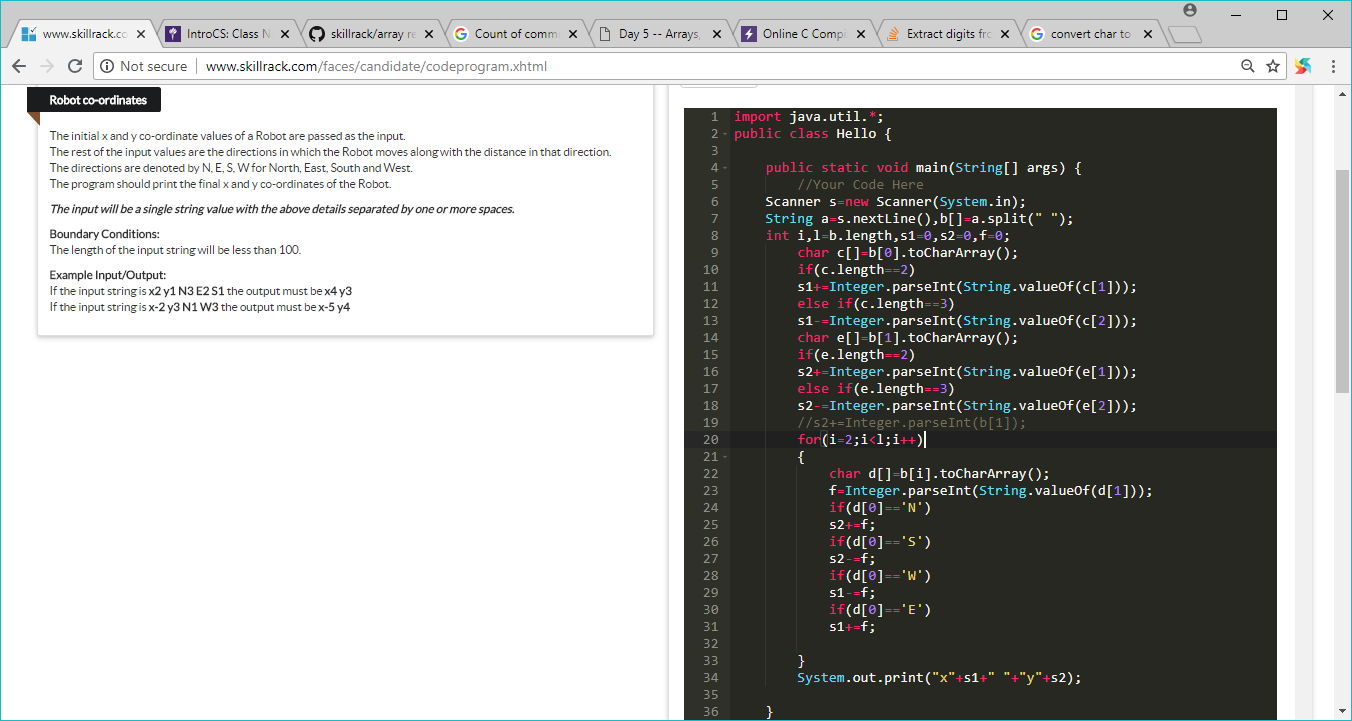 www.skillrack.co
IntroCS: Class N
skillrack/array re
Count of comm
Day 5 -- Arrays,
Online C Compi
Extract digits fro
convert char to
Not secure | www.skillrack.com/faces/candidate/codeprogram.xhtml
Robot co-ordinates
The initial x and y co-ordinate values of a Robot are passed as the input.
The rest of the input values are the directions in which the Robot moves along with the distance in that direction.
The directions are denoted by N, E, S, W for North, East, South and West.
The program should print the final x and y co-ordinates of the Robot.
The input will be a single string value with the above details separated by one or more spaces.
Boundary Conditions:
The length of the input string will be less than 100.
Example Input/Output:
If the input string is x2 y1 N3 E2 S1 the output must be x4 y3
If the input string is x-2 y3 N1 W3 the output must be x-5 y4
1 import java.util.*;
2 public class Hello {
3
4 public static void main(String[] args) {
5 //Your Code Here
6 Scanner s=new Scanner(System.in);
7 String a=s.nextLine(),b[]=a.split(" ");
8 int i,l=b.length,s1=0,s2=0,f=0;
9 char c[]=b[0].toCharArray();
10 if(c.length==2)
11 s1+=Integer.parseInt(String.valueOf(c[1]));
12 else if(c.length==3)
13 s1-=Integer.parseInt(String.valueOf(c[2]));
14 char e[]=b[1].toCharArray();
15 if(e.length==2)
16 s2+=Integer.parseInt(String.valueOf(e[1]));
17 else if(e.length==3)
18 s2-=Integer.parseInt(String.valueOf(e[2]));
19 //s2+=Integer.parseInt(b[1]);
20 for(i=2;i<l;i++)
21 {
22 char d[]=b[i].toCharArray();
23 f=Integer.parseInt(String.valueOf(d[1]));
24 if(d[0]=='N')
25 s2+=f;
26 if(d[0]=='S')
27 s2-=f;
28 if(d[0]=='W')
29 s1-=f;
30 if(d[0]=='E')
31 s1+=f;
32
33 }
34 System.out.print("x"+s1+" "+"y"+s2);
35
36 }